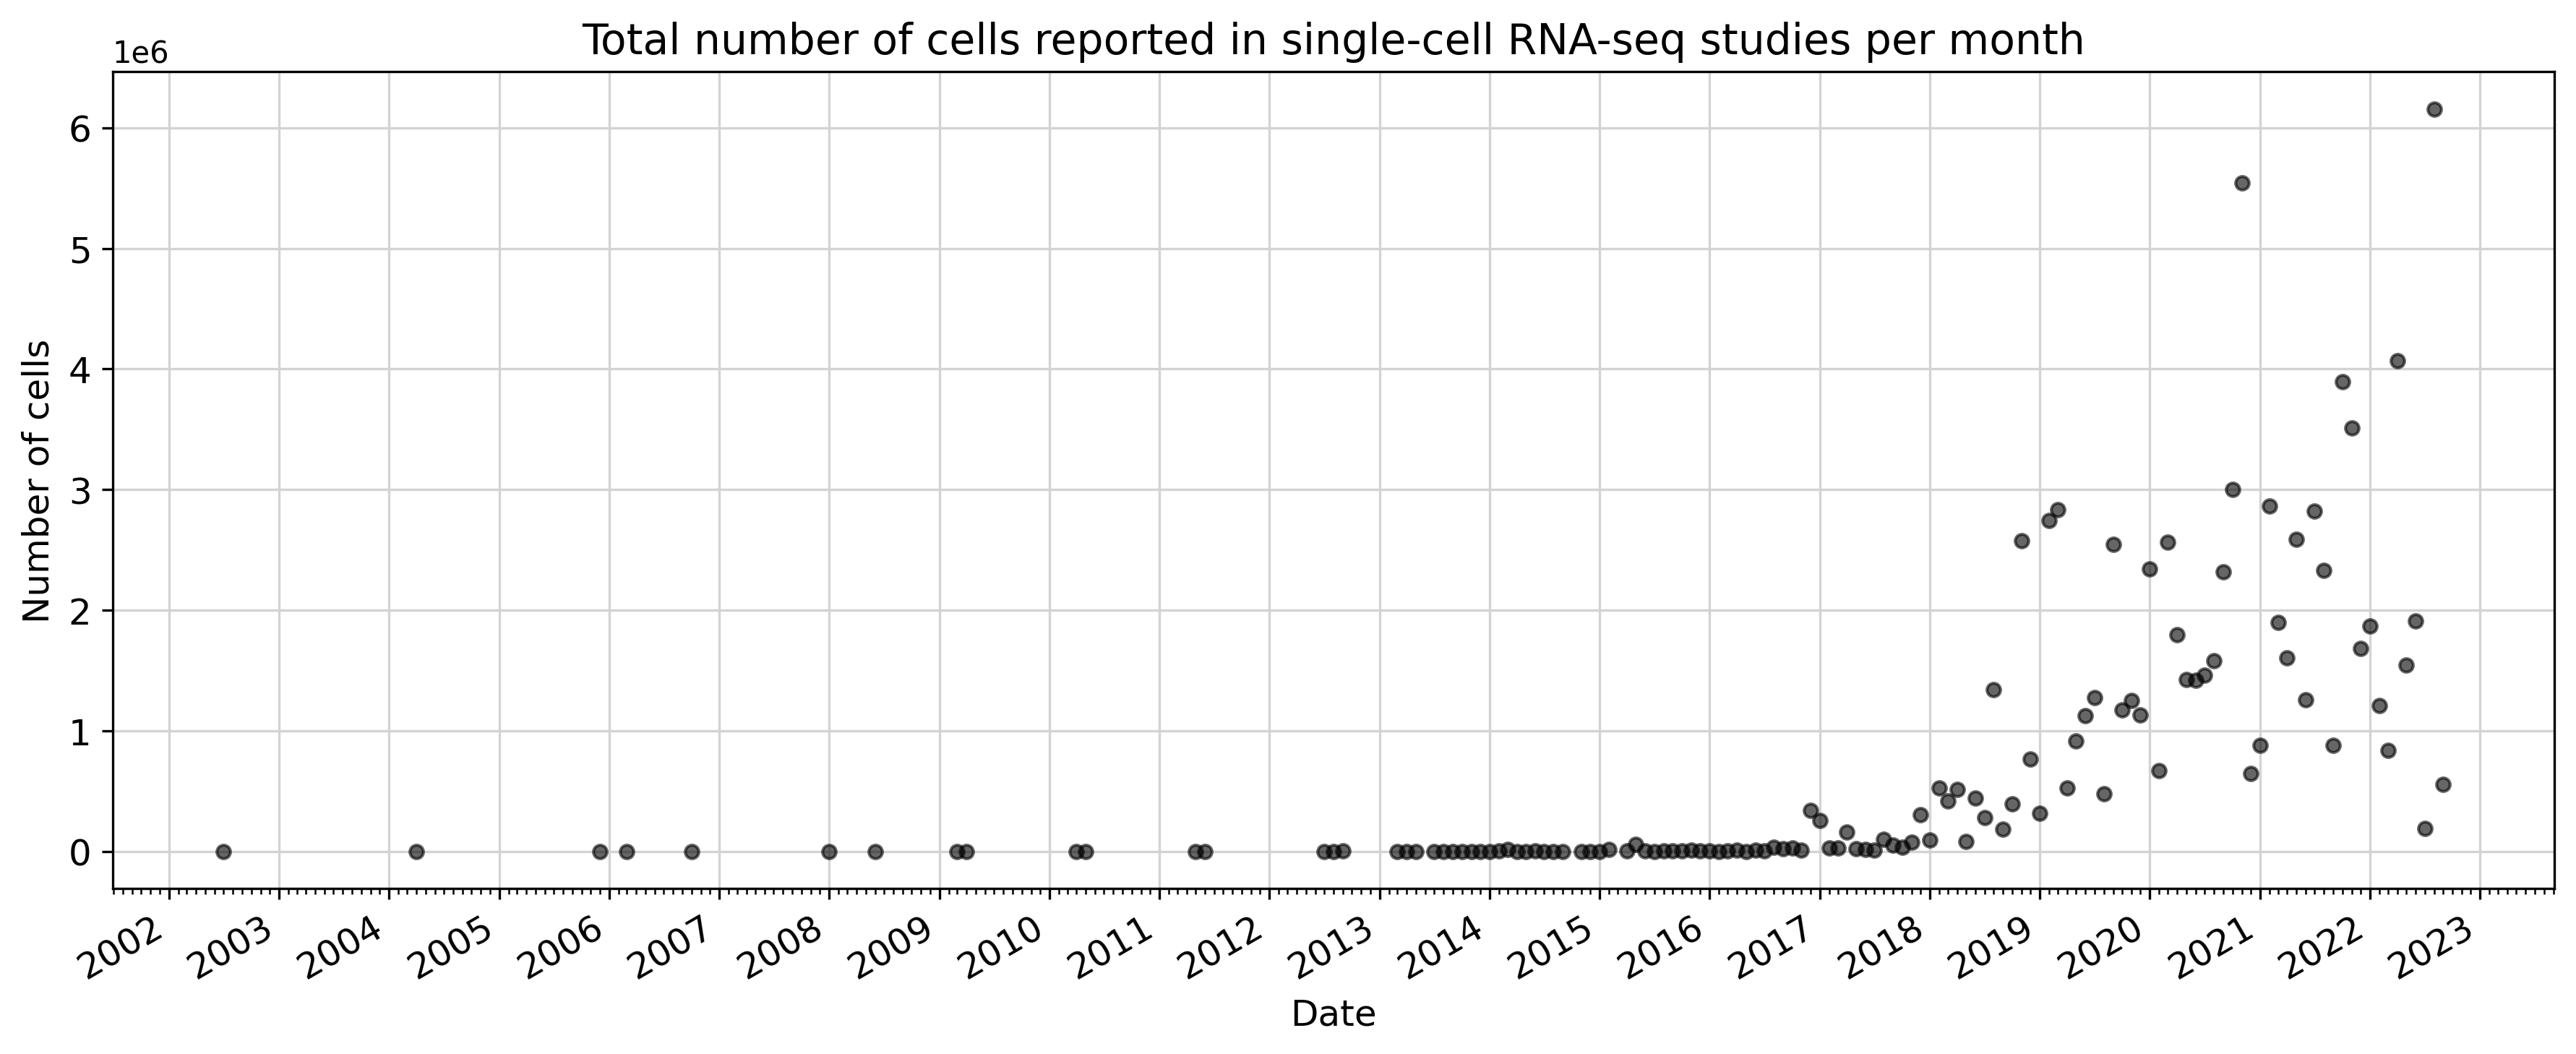 Total number of cells reported in single-cell RNA-seq studies per month
1e6
6
5
4
3
2
1
0
Number of cells
2002 2003 2004 2005 2006 2007 2008 2009 2010 2011 2012 2013 2014 2015 2016 2017 2018 2019 2020 2021 2022 2023
Date